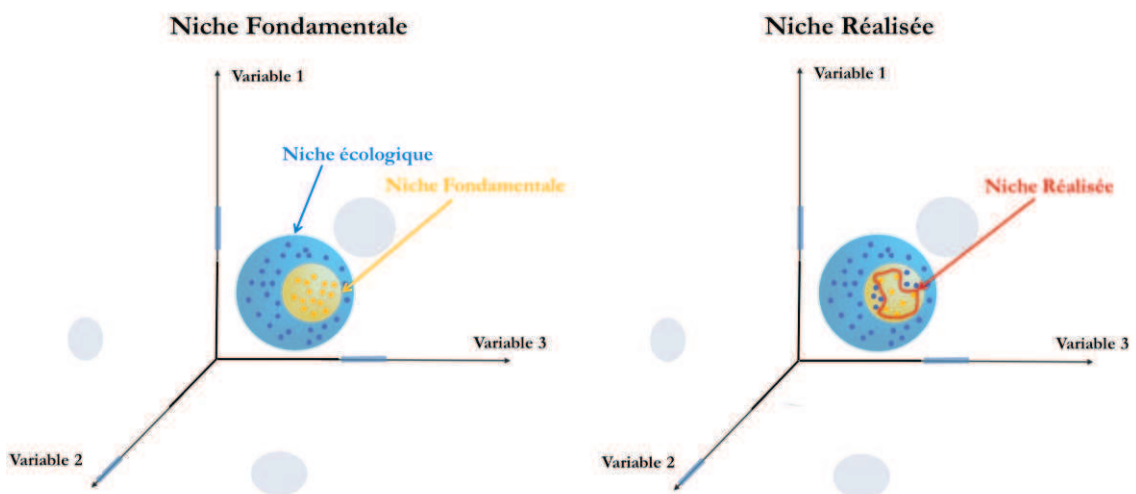 Niche Fondamentale
Variable 1
Niche écologique
Niche Fondamentale
Variable 3
Variable 2
Niche Réalisée
Variable 1
Niche Réalisée
Variable 3
Variable 2